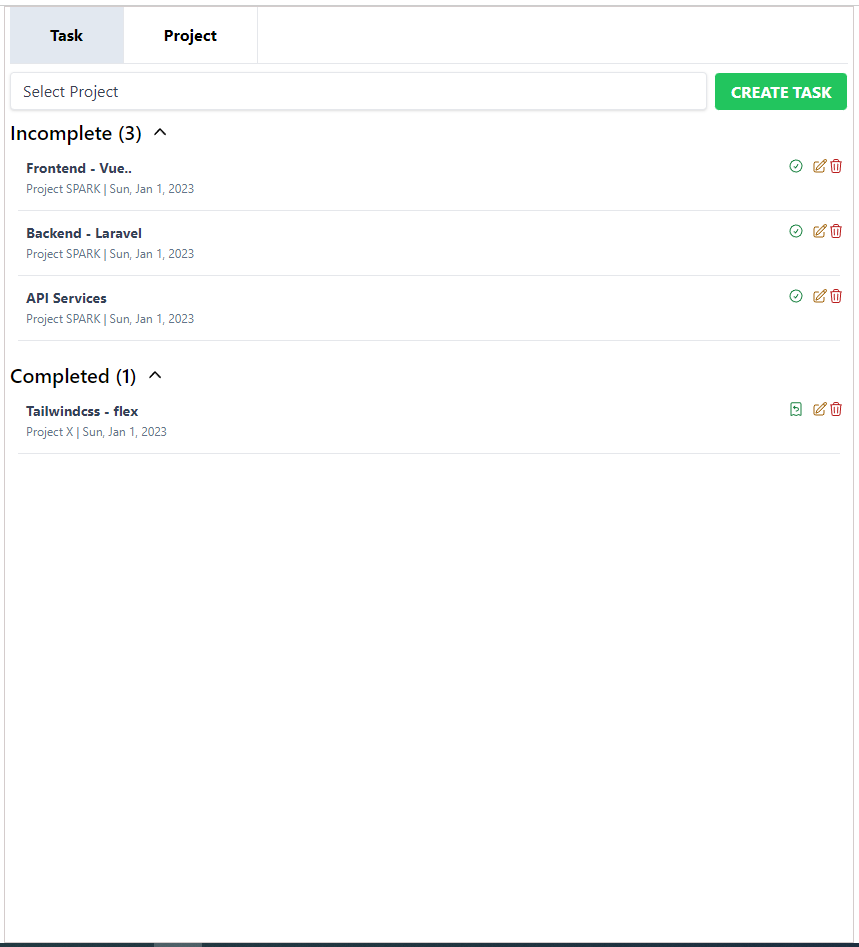 Task
Project
Select Project
CREATE TASK
Incomplete (3)
Frontend - Vue..
Project SPARK | Sun, Jan 1, 2023
Backend - Laravel
Project SPARK | Sun, Jan 1, 2023
API Services
Project SPARK | Sun, Jan 1, 2023
Completed (1)
Tailwindcss - flex
Project X | Sun, Jan 1, 2023